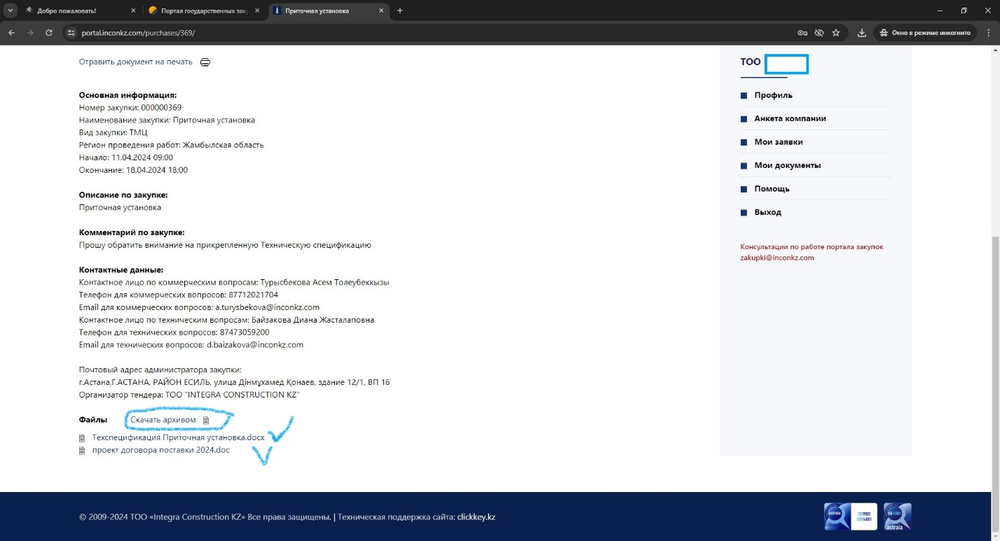 Добро пожаловать!
Портал государственных зак
Приточная установка
portal.inconkz.com/purchases/369/
Окно в режиме инкогнито
Отравить документ на печать
Основная информация:
Номер закупки: 000000369
Наименование закупки: Приточная установка
Вид закупки: ТМЦ
Регион проведения работ: Жамбылская область
Начало: 11.04.2024 09:00
Окончание: 18.04.2024 18:00
Описание по закупке:
Приточная установка
Комментарий по закупке:
Прошу обратить внимание на прикрепленную Техническую спецификацию
Контактные данные:
Контактное лицо по коммерческим вопросам: Турысбекова Асем Толеубеккызы
Телефон для коммерческих вопросов: 87712021704
Email для коммерческих вопросов: a.turysbekova@inconkz.com
Контактное лицо по техническим вопросам: Байзакова Диана Жасталаповна
Телефон для технических вопросов: 87473059200
Email для технических вопросов: d.baizakova@inconkz.com
Почтовый адрес администратора закупки:
г.Астана,Г.АСТАНА, РАЙОН ЕСИЛЬ, улица Дінмұхамед Қонаев, здание 12/1, ВП 16
Организатор тендера: ТОО "INTEGRA CONSTRUCTION KZ"
Файлы Скачать архивом
Техспецификация Приточная установка.docx
проект договора поставки 2024.doc
ТОО
Профиль
Анкета компании
Мои заявки
Мои документы
Помощь
Выход
Консультации по работе портала закупок
zakupki@inconkz.com
© 2009-2024 ТОО «Integra Construction KZ» Все права защищены. | Техническая поддержка сайта: clickkey.kz
astraia
ISO9001
ISO14001
astraia